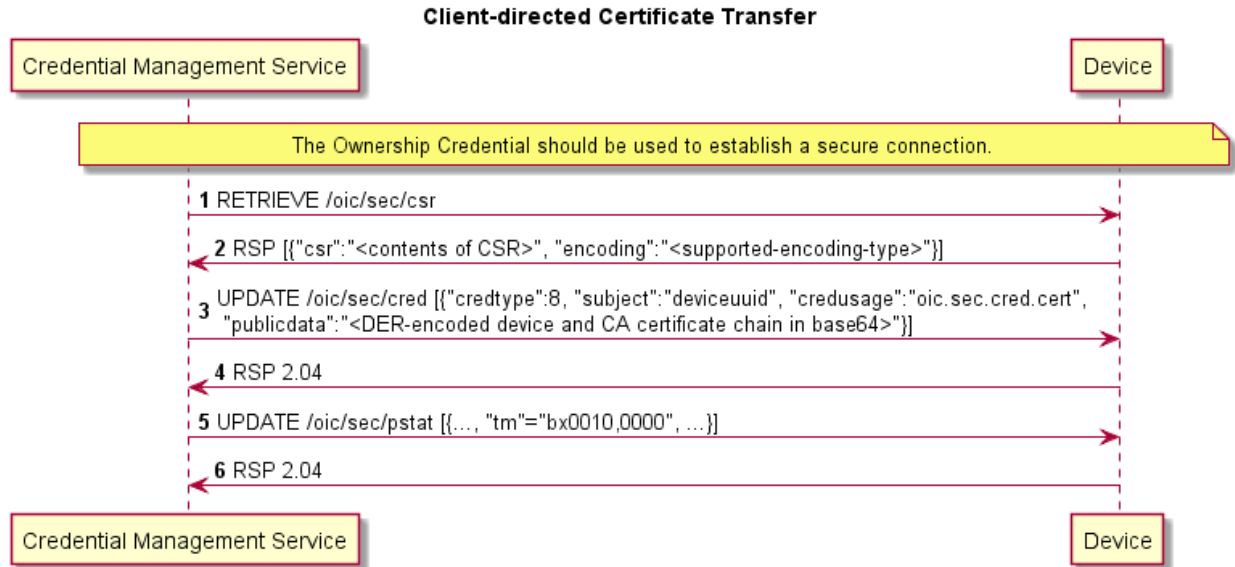 Client-directed Certificate Transfer
Credential Management Service
Device
The Ownership Credential should be used to establish a secure connection.
1 RETRIEVE /oic/sec/csr
2 RSP [{"csr":"<contents of CSR>", "encoding":"<supported-encoding-type>"}]
3 UPDATE /oic/sec/cred [{"credtype":8, "subject":"deviceuuid", "credusage":"oic.sec.cred.cert",
"publicdata":"<DER-encoded device and CA certificate chain in base64>"}]
4 RSP 2.04
5 UPDATE /oic/sec/pstat [{..., "tm"="bx0010,0000", ...}]
6 RSP 2.04
Credential Management Service
Device